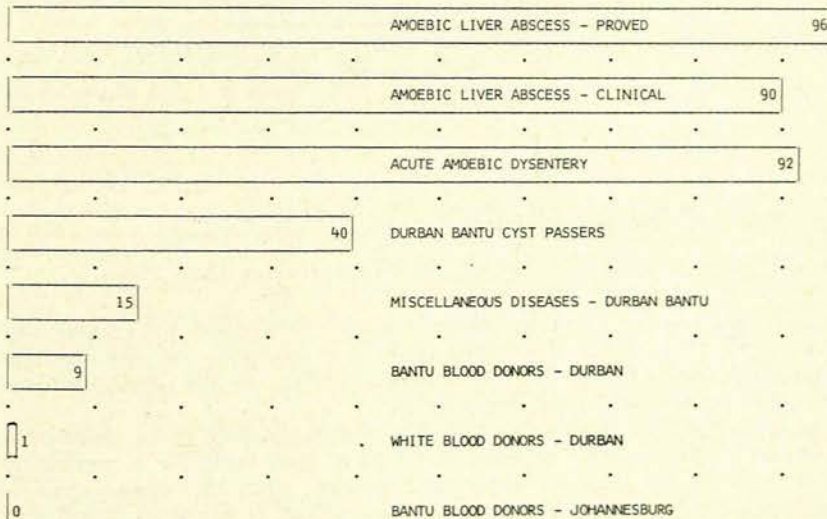 AMOEBIC LIVER ABSCESS - PROVED 96
AMOEBIC LIVER ABSCESS - CLINICAL 90
ACUTE AMOEBIC DYSENTERY 92
40 DURBAN BANTU CYST PASSERS
15 MISCELLANEOUS DISEASES - DURBAN BANTU
9 BANTU BLOOD DONORS - DURBAN
1 WHITE BLOOD DONORS - DURBAN
0 BANTU BLOOD DONORS - JOHANNESBURG